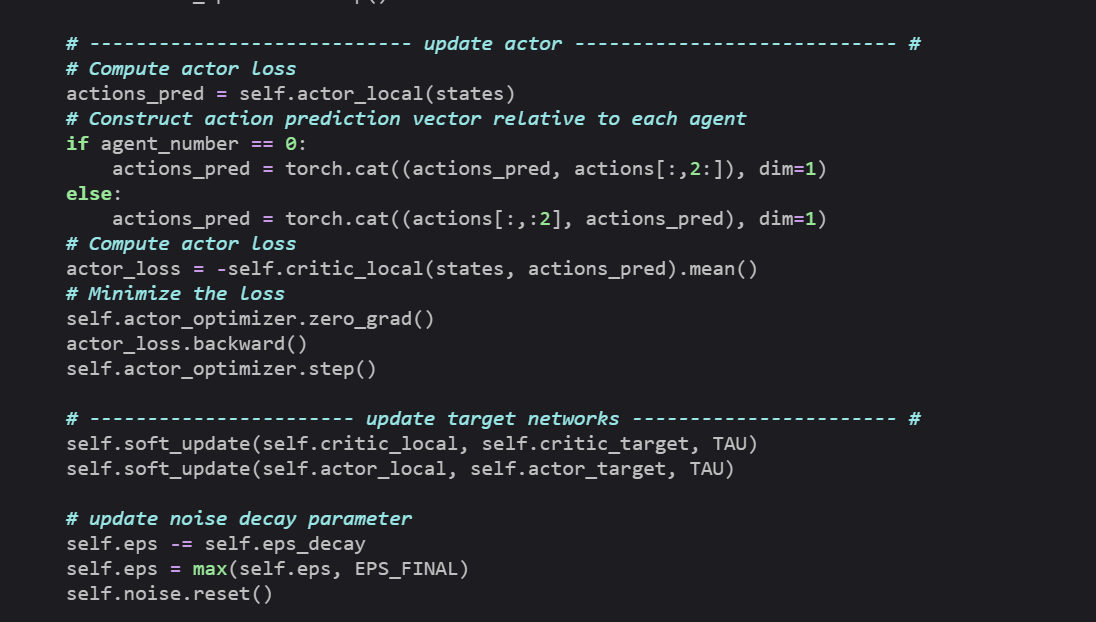 # ---------------------------- update actor ---------------------------- #
# Compute actor loss
actions_pred = self.actor_local(states)
# Construct action prediction vector relative to each agent
if agent_number == 0:
    actions_pred = torch.cat((actions_pred, actions[:,2:]), dim=1)
else:
    actions_pred = torch.cat((actions[:,:2], actions_pred), dim=1)
# Compute actor loss
actor_loss = -self.critic_local(states, actions_pred).mean()
# Minimize the loss
self.actor_optimizer.zero_grad()
actor_loss.backward()
self.actor_optimizer.step()
# ----------------------- update target networks ----------------------- #
self.soft_update(self.critic_local, self.critic_target, TAU)
self.soft_update(self.actor_local, self.actor_target, TAU)
# update noise decay parameter
self.eps -= self.eps_decay
self.eps = max(self.eps, EPS_FINAL)
self.noise.reset()